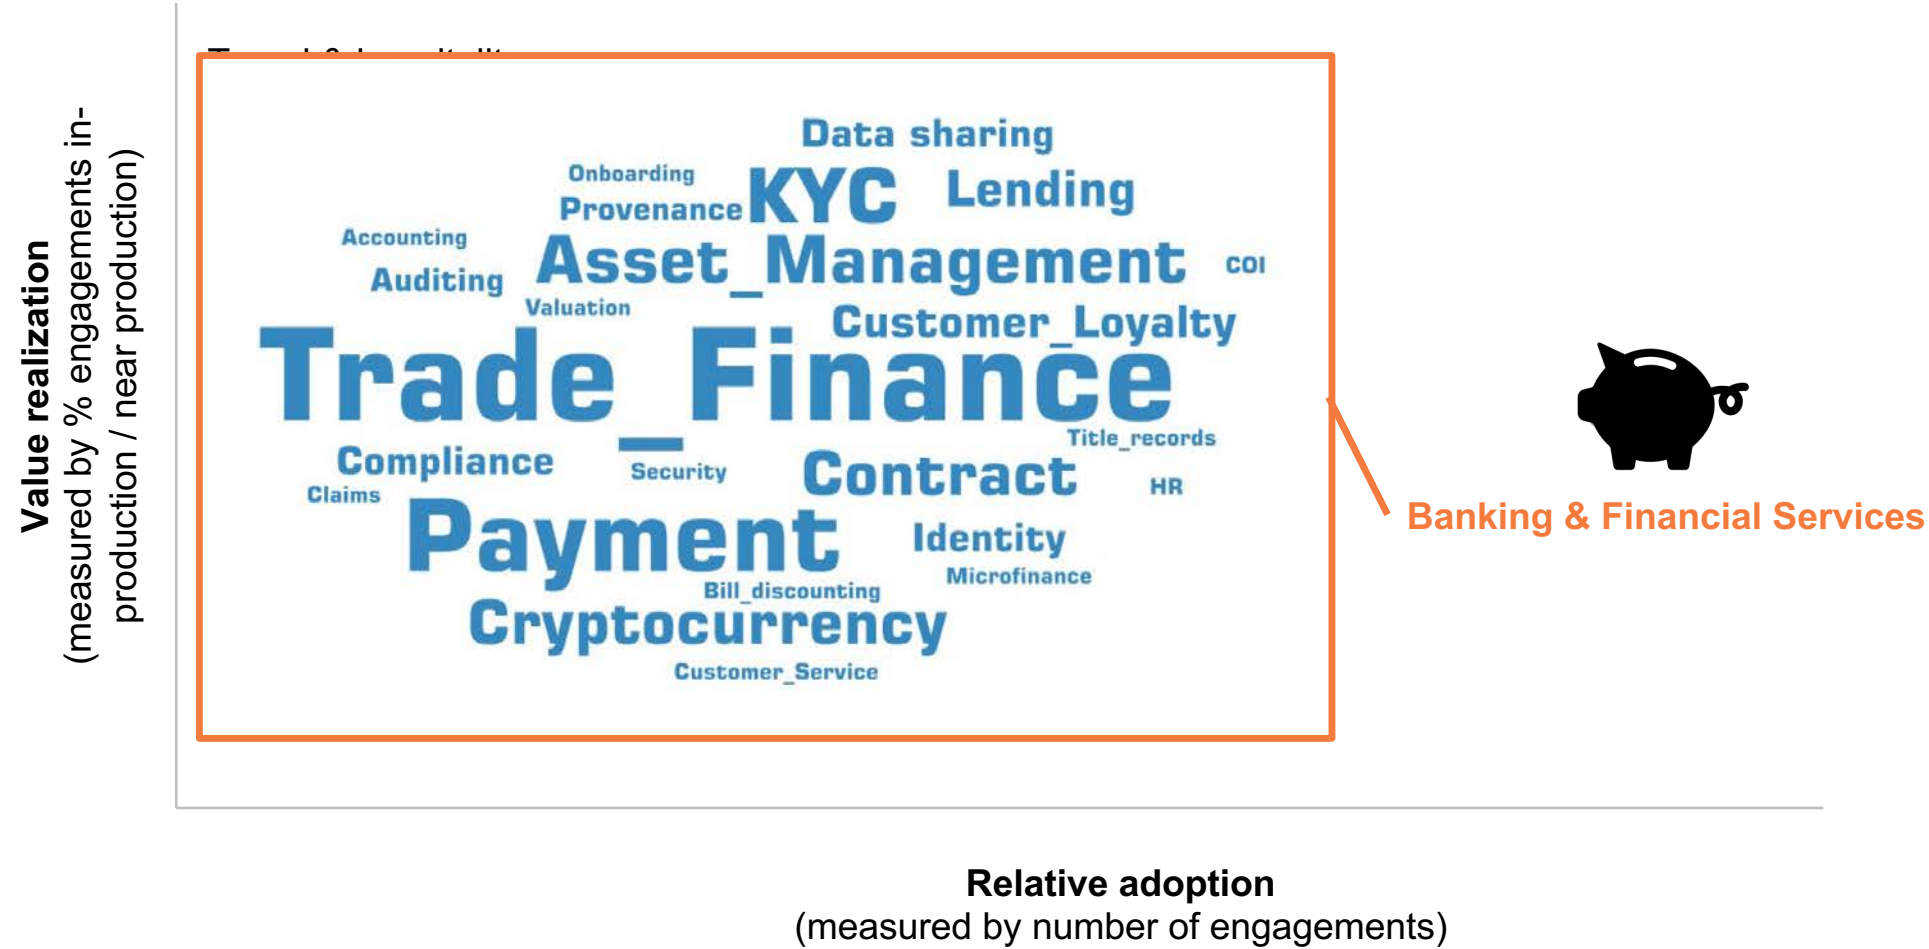 Value realization
(measured by % engagements in-
production / near production)
Data sharing
Onboarding
KYC
Lending
Provenance
Accounting
Asset_Management
COI
Auditing
Valuation
Customer_Loyalty
Trade_Finance
Title_records
Compliance
Security
Contract
HR
Claims
Payment
Identity
Microfinance
Bill_discounting
Cryptocurrency
Customer_Service
Banking & Financial Services
Relative adoption
(measured by number of engagements)